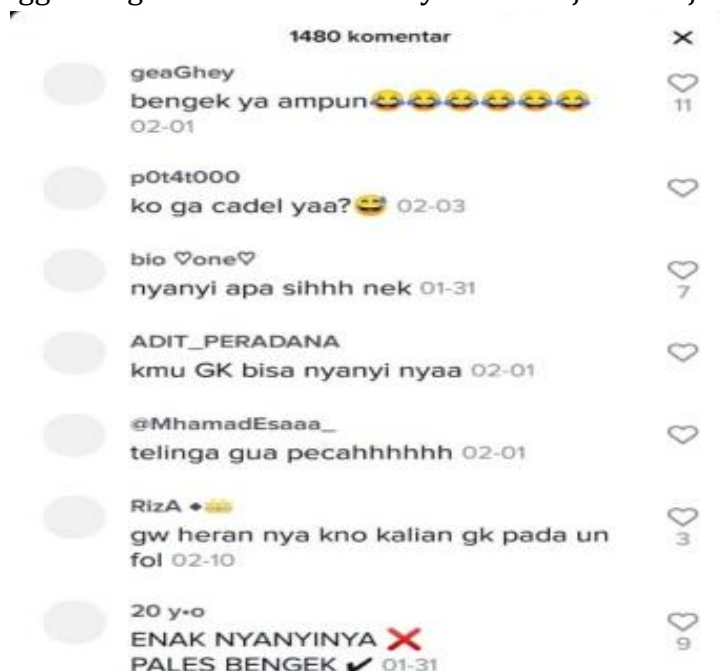 1480 komentar
geaGhey
bengek ya ampun😂😂😂😂😂😂
02-01
11
p0t4t000
ko ga cadel yaa?😅 02-03
bio ♡one♡
nyanyi apa sihhh nek 01-31
7
ADIT_PERADANA
kmu GK bisa nyanyi nyaa 02-01
@MhamadEsaaa_
telinga gua pecahhhhhh 02-01
RizA
gw heran nya kno kalian gk pada un
fol 02-10
3
20 y•o
ENAK NYANYINYA ❌
PALES BENGEK ✔ 01-31
9